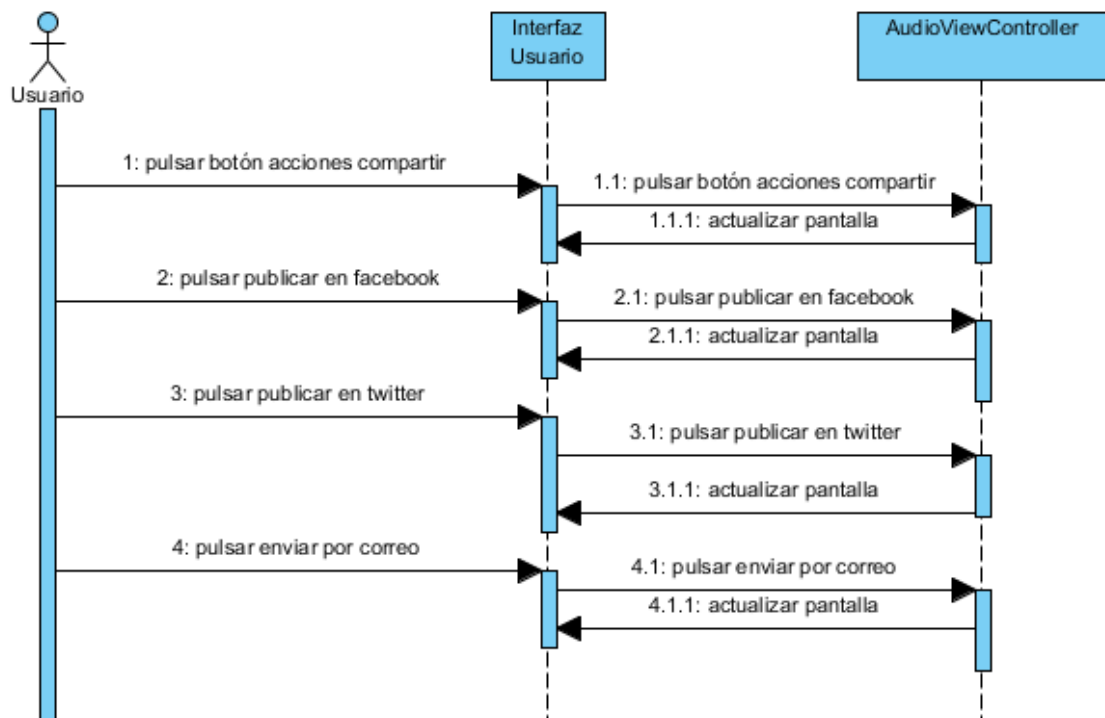 Usuario
Interfaz
Usuario
AudioViewController
1: pulsar botón acciones compartir
1.1: pulsar botón acciones compartir
1.1.1: actualizar pantalla
2: pulsar publicar en facebook
2.1: pulsar publicar en facebook
2.1.1: actualizar pantalla
3: pulsar publicar en twitter
3.1: pulsar publicar en twitter
3.1.1: actualizar pantalla
4: pulsar enviar por correo
4.1: pulsar enviar por correo
4.1.1: actualizar pantalla